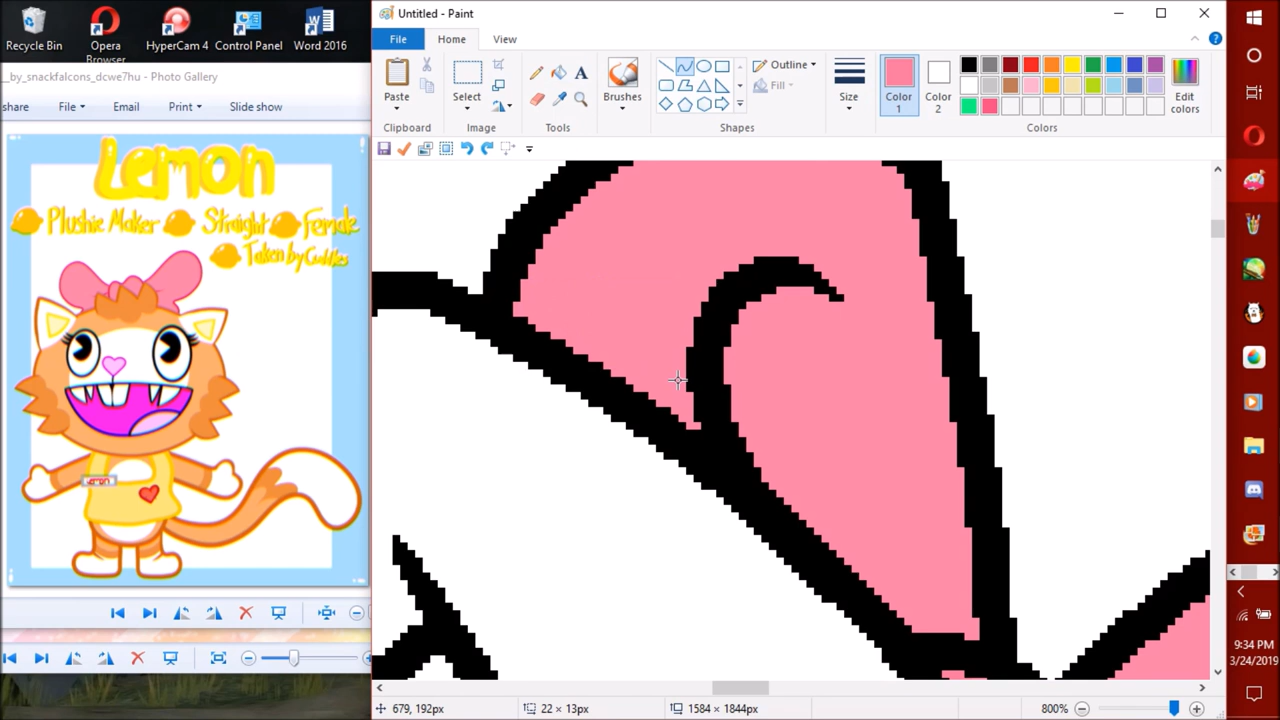 Recycle Bin
Opera Browser
HyperCam 4
Control Panel
Word 2016
_by_snackfalcons_dcwe7hu - Photo Gallery
share
File
Email
Print
Slide show
Lemon
Plushie Maker
Straight
Female
Taken by Cuddles
Lemon
Untitled - Paint
File
Home
View
Paste
Clipboard
Select
Image
Tools
Brushes
Outline
Fill
Shapes
Size
Color 1
Color 2
Edit colors
Colors
679, 192px
22 × 13px
1584 × 1844px
800%
9:34 PM
3/24/2019